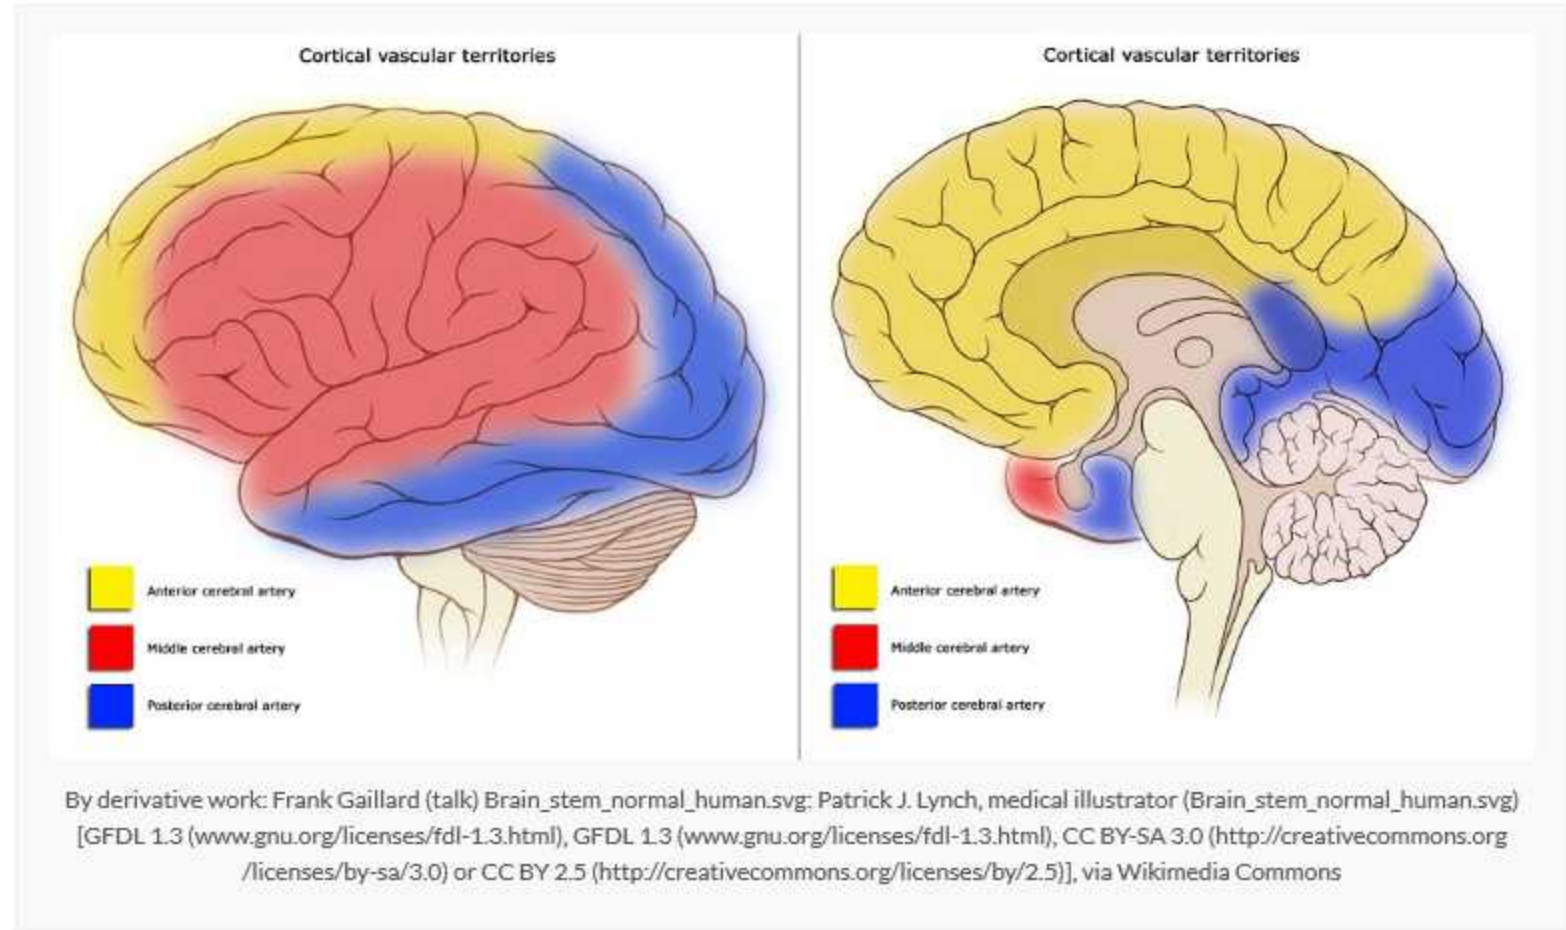 Cortical vascular territories
Anterior cerebral artery
Middle cerebral artery
Posterior cerebral artery
Cortical vascular territories
Anterior cerebral artery
Middle cerebral artery
Posterior cerebral artery
By derivative work: Frank Gaillard (talk) Brain_stem_normal_human.svg: Patrick J. Lynch, medical illustrator (Brain_stem_normal_human.svg)
[GFDL 1.3 (www.gnu.org/licenses/fdl-1.3.html), GFDL 1.3 (www.gnu.org/licenses/fdl-1.3.html), CC BY-SA 3.0 (http://creativecommons.org
/licenses/by-sa/3.0) or CC BY 2.5 (http://creativecommons.org/licenses/by/2.5)], via Wikimedia Commons